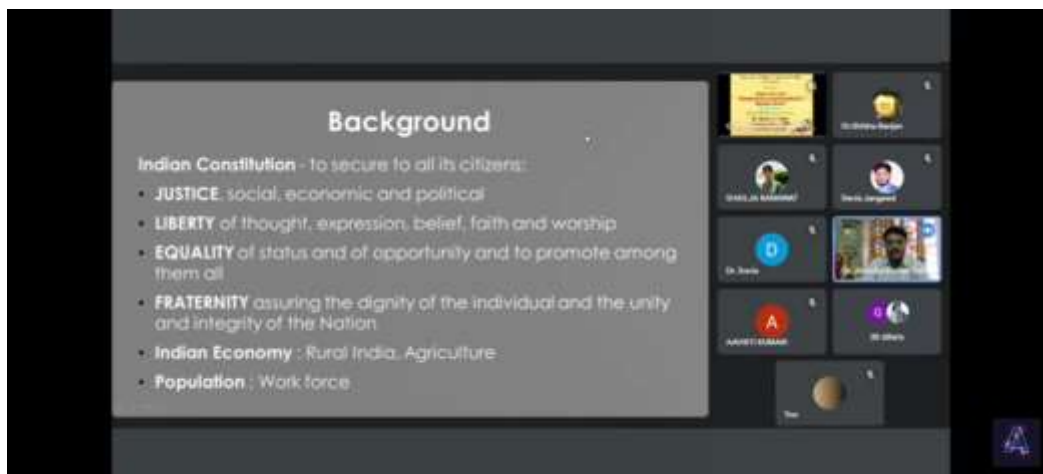 Background
Indian Constitution - to secure to all its citizens:
• JUSTICE, social, economic and political
• LIBERTY of thought, expression, belief, faith and worship
• EQUALITY of status and of opportunity and to promote among
them all
• FRATERNITY assuring the dignity of the individual and the unity
and integrity of the Nation
• Indian Economy : Rural India, Agriculture
• Population : Work force
D
A
G
You
A